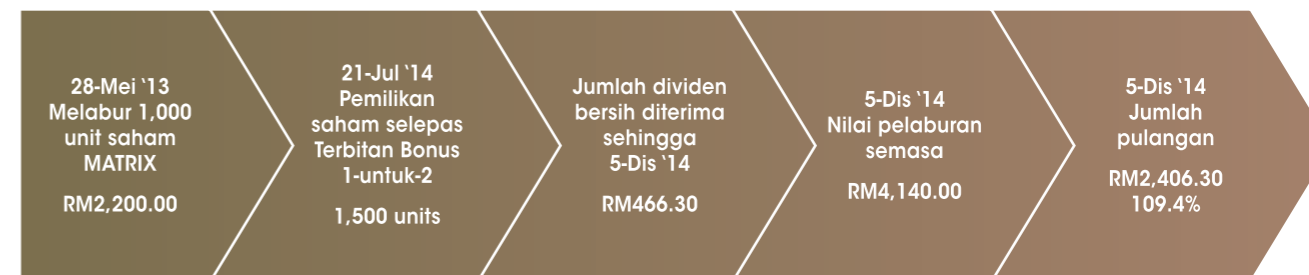 28-Mei `13
Melabur 1,000
unit saham
MATRIX
RM2,200.00
21-Jul `14
Pemilikan
saham selepas
Terbitan Bonus
1-untuk-2
1,500 units
Jumlah dividen
bersih diterima
sehingga
5-Dis `14
RM466.30
5-Dis `14
Nilai pelaburan
semasa
RM4,140.00
5-Dis `14
Jumlah
pulangan
RM2,406.30
109.4%